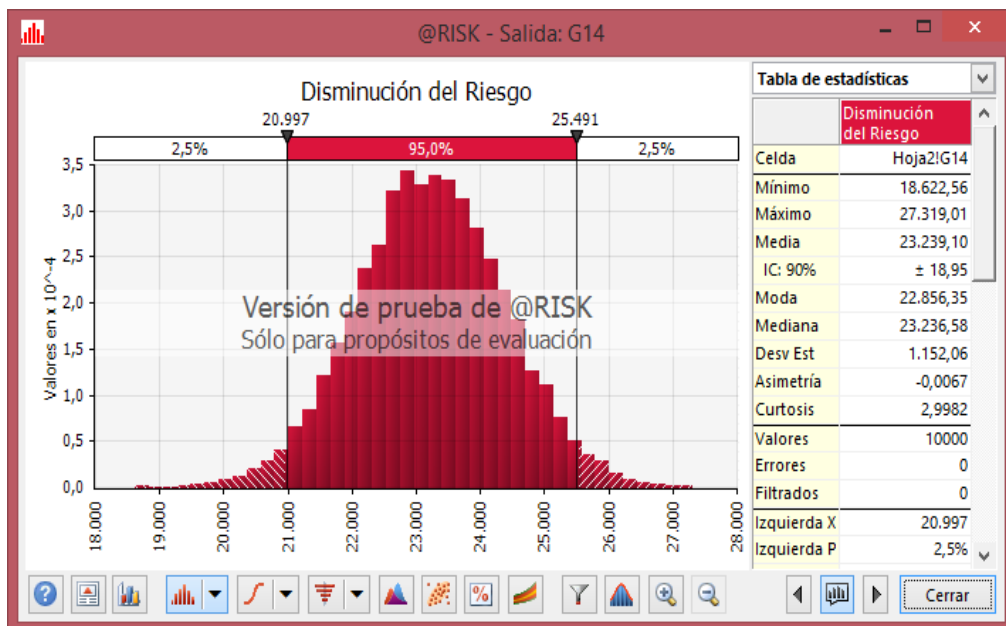 @RISK - Salida: G14
Disminución del Riesgo
20.997 25.491
2,5% 95,0% 2,5%
3,5
3,0
2,5
2,0
1,5
1,0
0,5
0,0
Valores en x 10^-4
18.000
19.000
20.000
21.000
22.000
23.000
24.000
25.000
26.000
27.000
28.000
Versión de prueba de @RISK
Sólo para propósitos de evaluación
Tabla de estadísticas
Disminución
del Riesgo
Celda Hoja2!G14
Mínimo 18.622,56
Máximo 27.319,01
Media 23.239,10
IC: 90% ± 18,95
Moda 22.856,35
Mediana 23.236,58
Desv Est 1.152,06
Asimetría -0,0067
Curtosis 2,9982
Valores 10000
Errores 0
Filtrados 0
Izquierda X 20.997
Izquierda P 2,5%
Cerrar